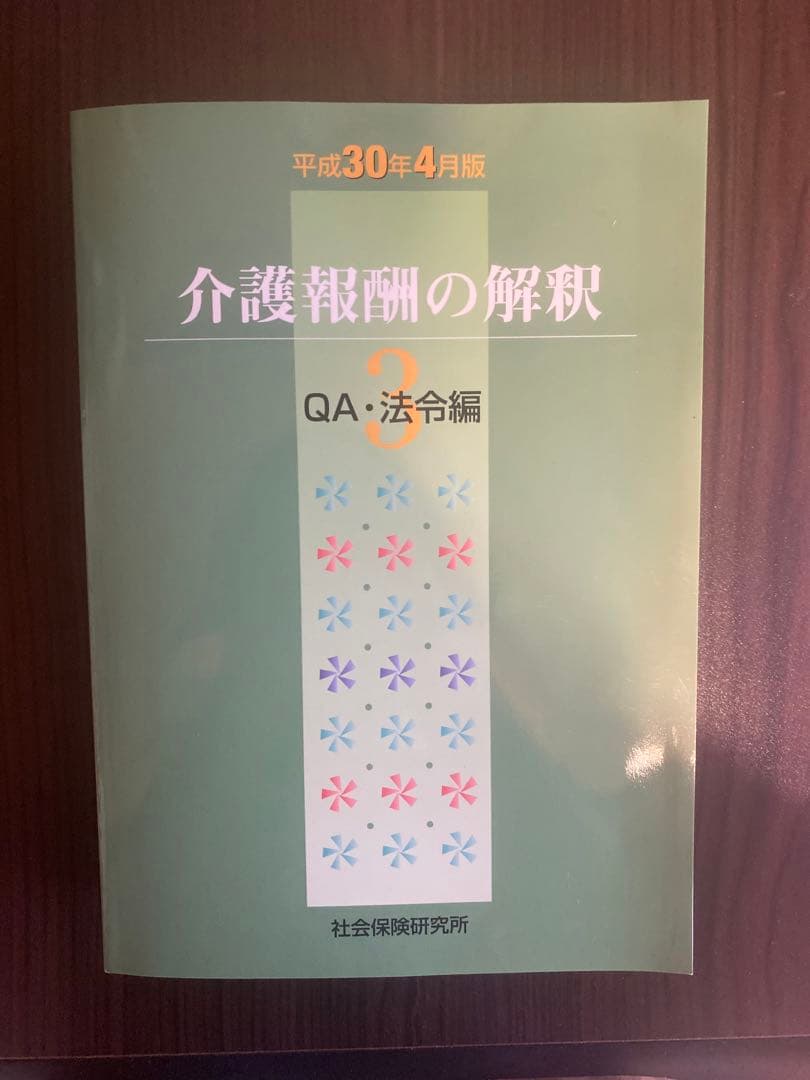 平成30年4月版
介護報酬の解釈
3
QA・法令編
社会保険研究所